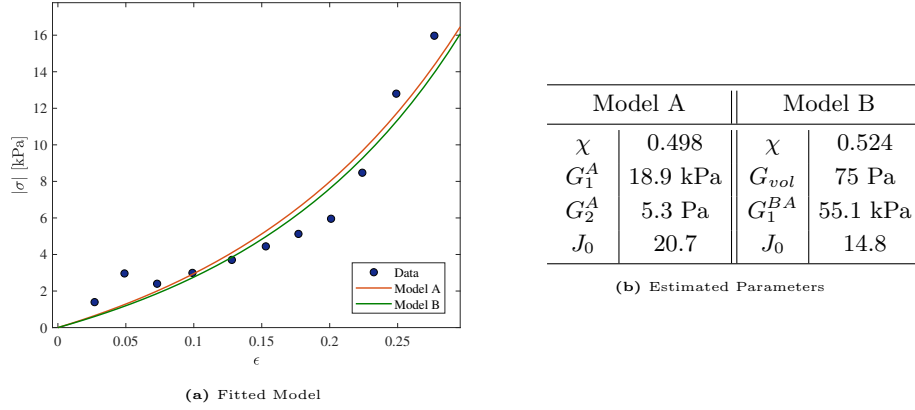 16
14
12
10
8
6
4
2
0
|σ| [kPa]
0
0.05
0.1
0.15
0.2
0.25
ϵ
Data
Model A
Model B
(a) Fitted Model
Model A Model B
χ 0.498 χ 0.524
G_1^A 18.9 kPa G_{vol} 75 Pa
G_2^A 5.3 Pa G_1^{BA} 55.1 kPa
J_0 20.7 J_0 14.8
(b) Estimated Parameters